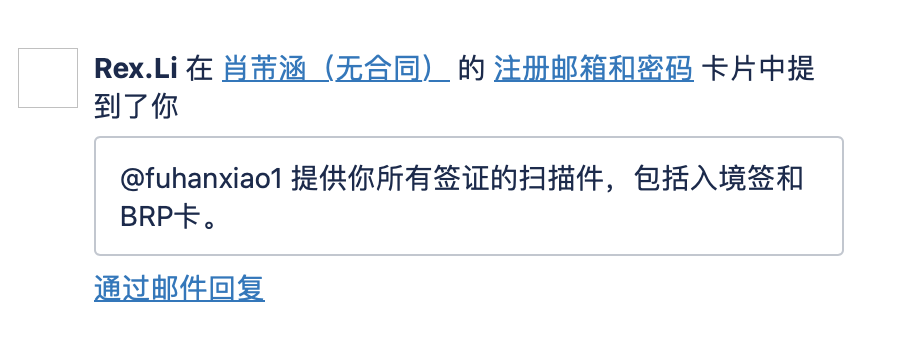 Rex.Li 在 肖芾涵（无合同） 的 注册邮箱和密码 卡片中提
到了你
@fuhanxiao1 提供你所有签证的扫描件，包括入境签和
BRP卡。
通过邮件回复